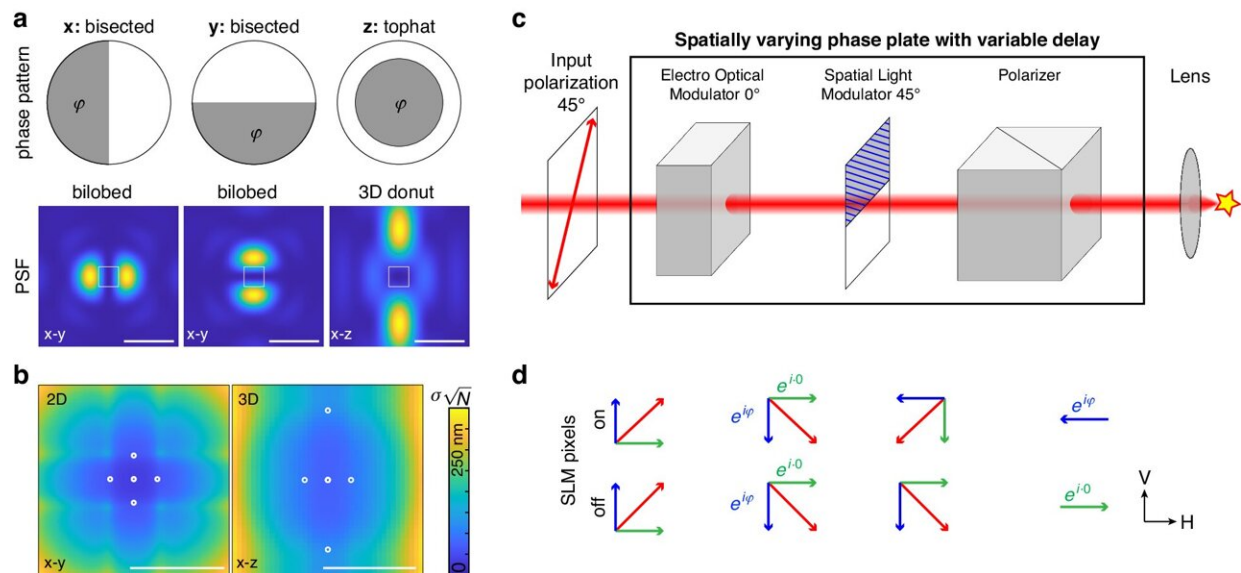 a
x: bisected
y: bisected
z: tophat
phase pattern
φ
φ
φ
bilobed
bilobed
3D donut
PSF
x-y
x-y
x-z
b
2D
3D
σ√N
250 nm
0
x-y
x-z
c
Spatially varying phase plate with variable delay
Input
polarization
45°
Electro Optical
Modulator 0°
Spatial Light
Modulator 45°
Polarizer
Lens
d
SLM pixels
on
off
e^{i·0}
e^{iφ}
e^{iφ}
e^{i·0}
e^{iφ}
e^{i·0}
V
H